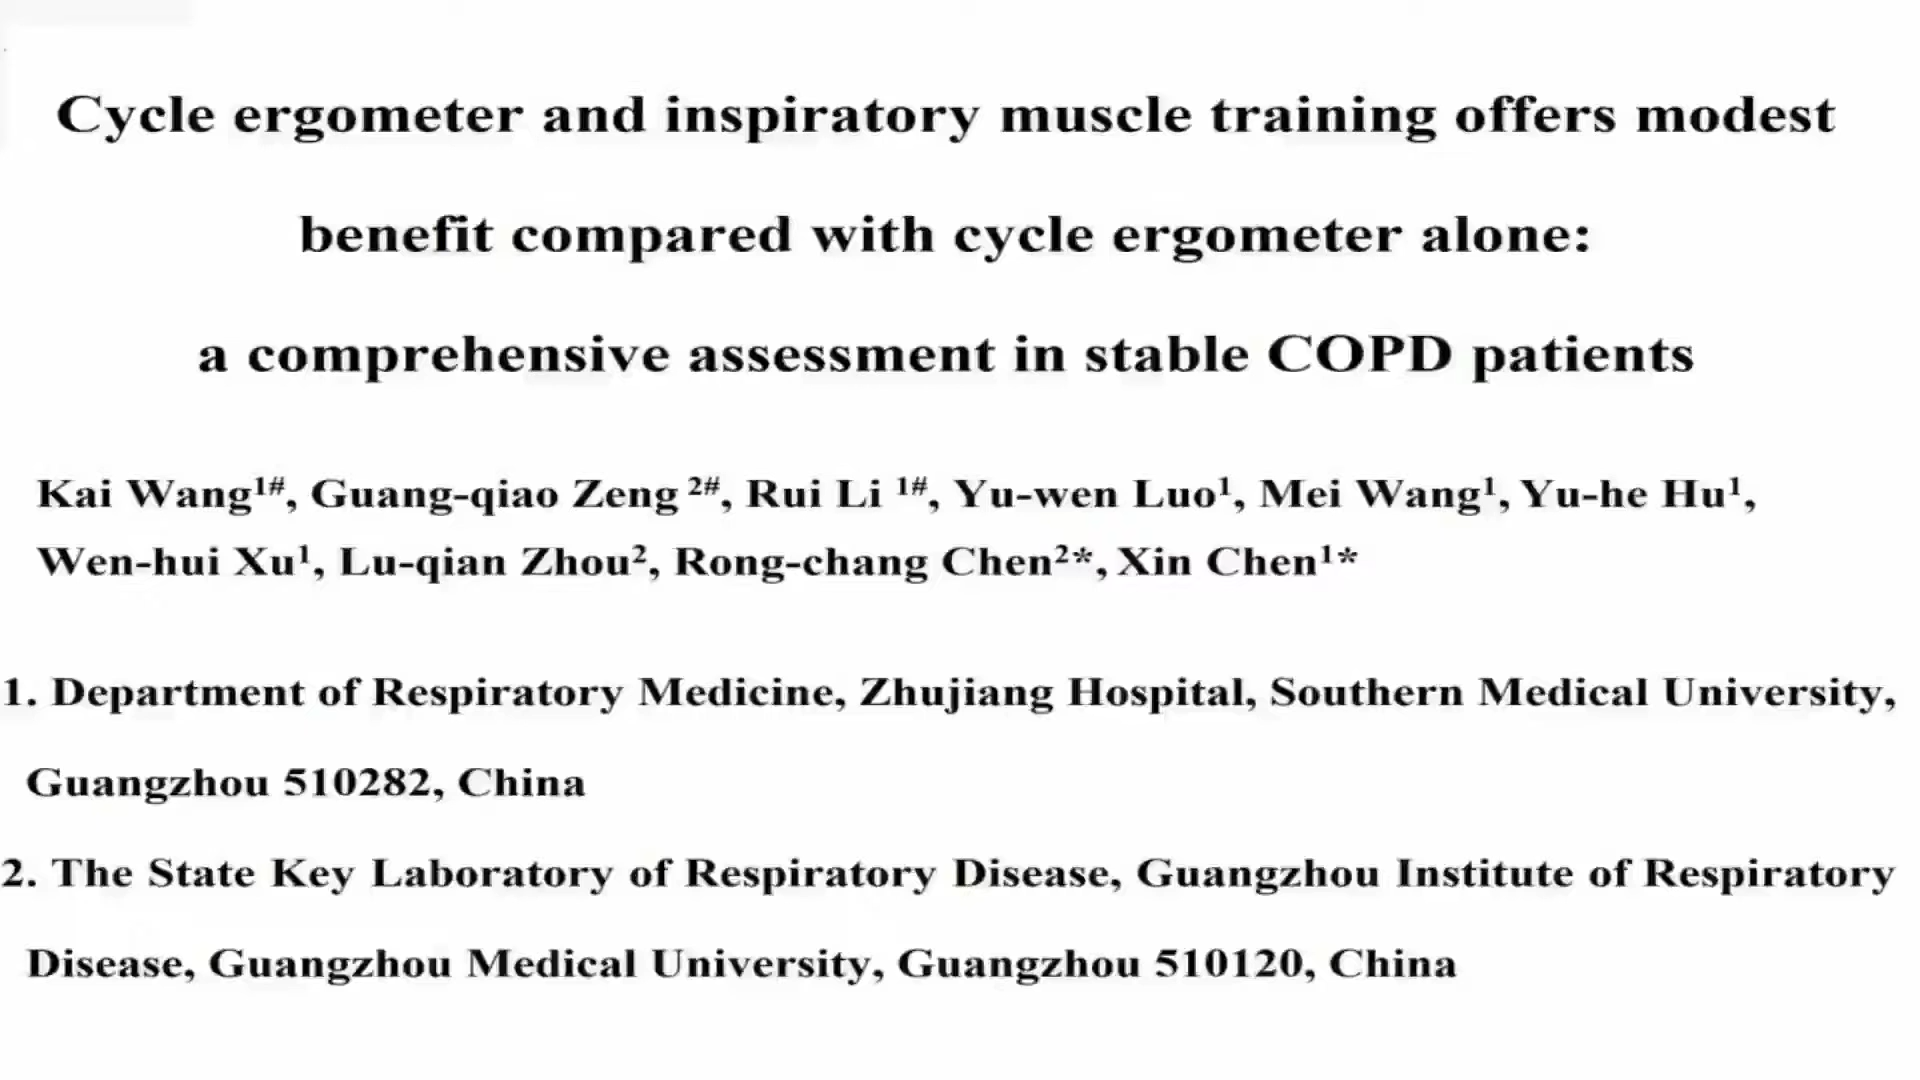 Cycle ergometer and inspiratory muscle training offers modest
benefit compared with cycle ergometer alone:
a comprehensive assessment in stable COPD patients
Kai Wang¹#, Guang-qiao Zeng ²#, Rui Li ¹#, Yu-wen Luo¹, Mei Wang¹, Yu-he Hu¹,
Wen-hui Xu¹, Lu-qian Zhou², Rong-chang Chen²*, Xin Chen¹*
1. Department of Respiratory Medicine, Zhujiang Hospital, Southern Medical University,
Guangzhou 510282, China
2. The State Key Laboratory of Respiratory Disease, Guangzhou Institute of Respiratory
Disease, Guangzhou Medical University, Guangzhou 510120, China